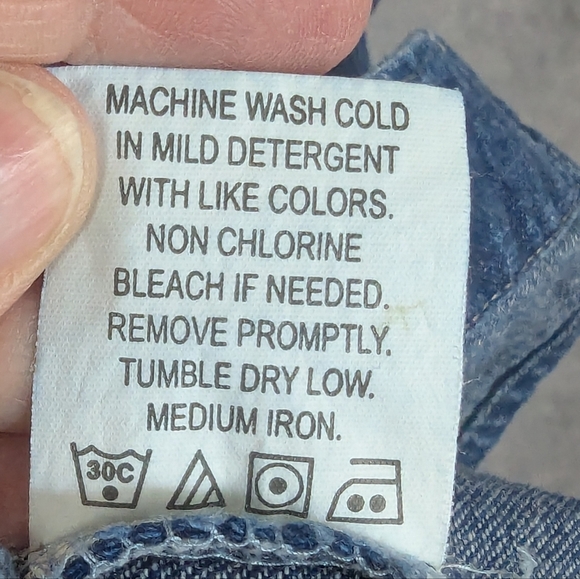 MACHINE WASH COLD
IN MILD DETERGENT
WITH LIKE COLORS.
NON CHLORINE
BLEACH IF NEEDED.
REMOVE PROMPTLY.
TUMBLE DRY LOW.
MEDIUM IRON.
30C